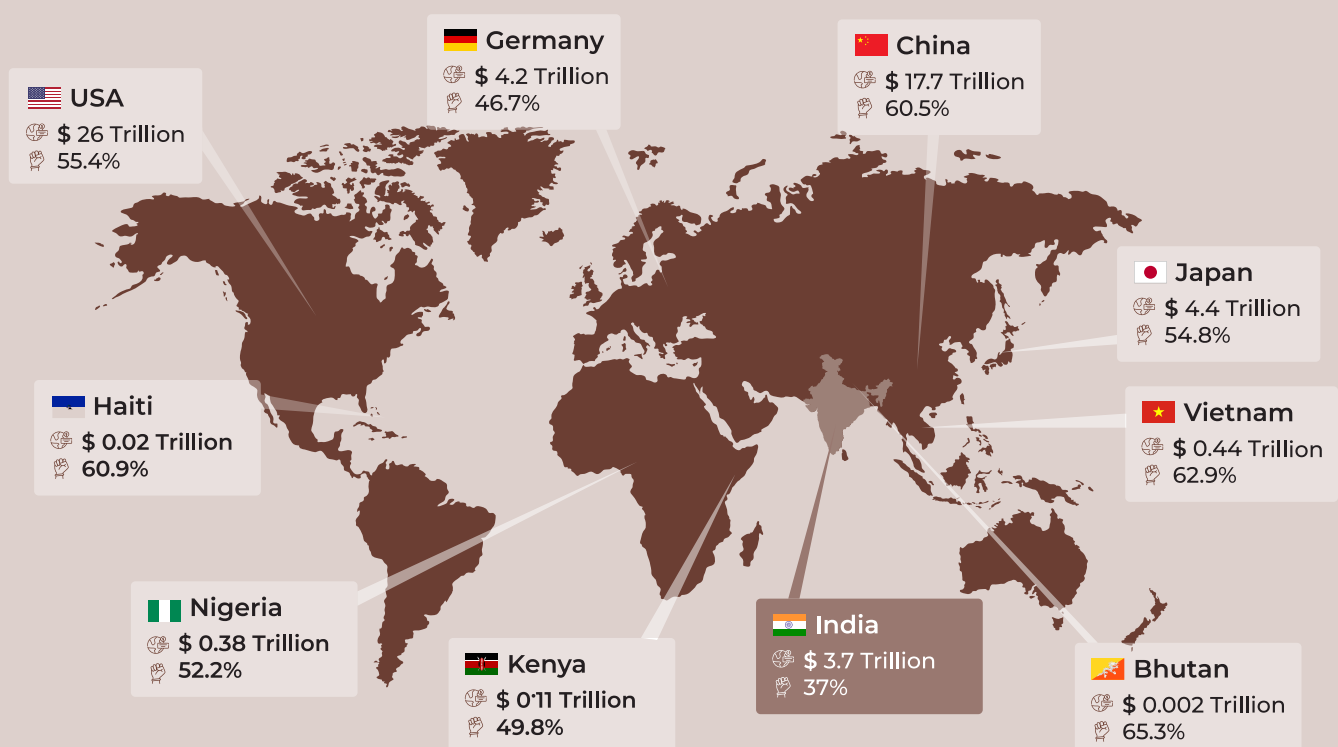 Germany
$ 4.2 Trillion
46.7%
China
$ 17.7 Trillion
60.5%
USA
$ 26 Trillion
55.4%
Japan
$ 4.4 Trillion
54.8%
Haiti
$ 0.02 Trillion
60.9%
Vietnam
$ 0.44 Trillion
62.9%
Nigeria
$ 0.38 Trillion
52.2%
Kenya
$ 0'11 Trillion
49.8%
India
$ 3.7 Trillion
37%
Bhutan
$ 0.002 Trillion
65.3%